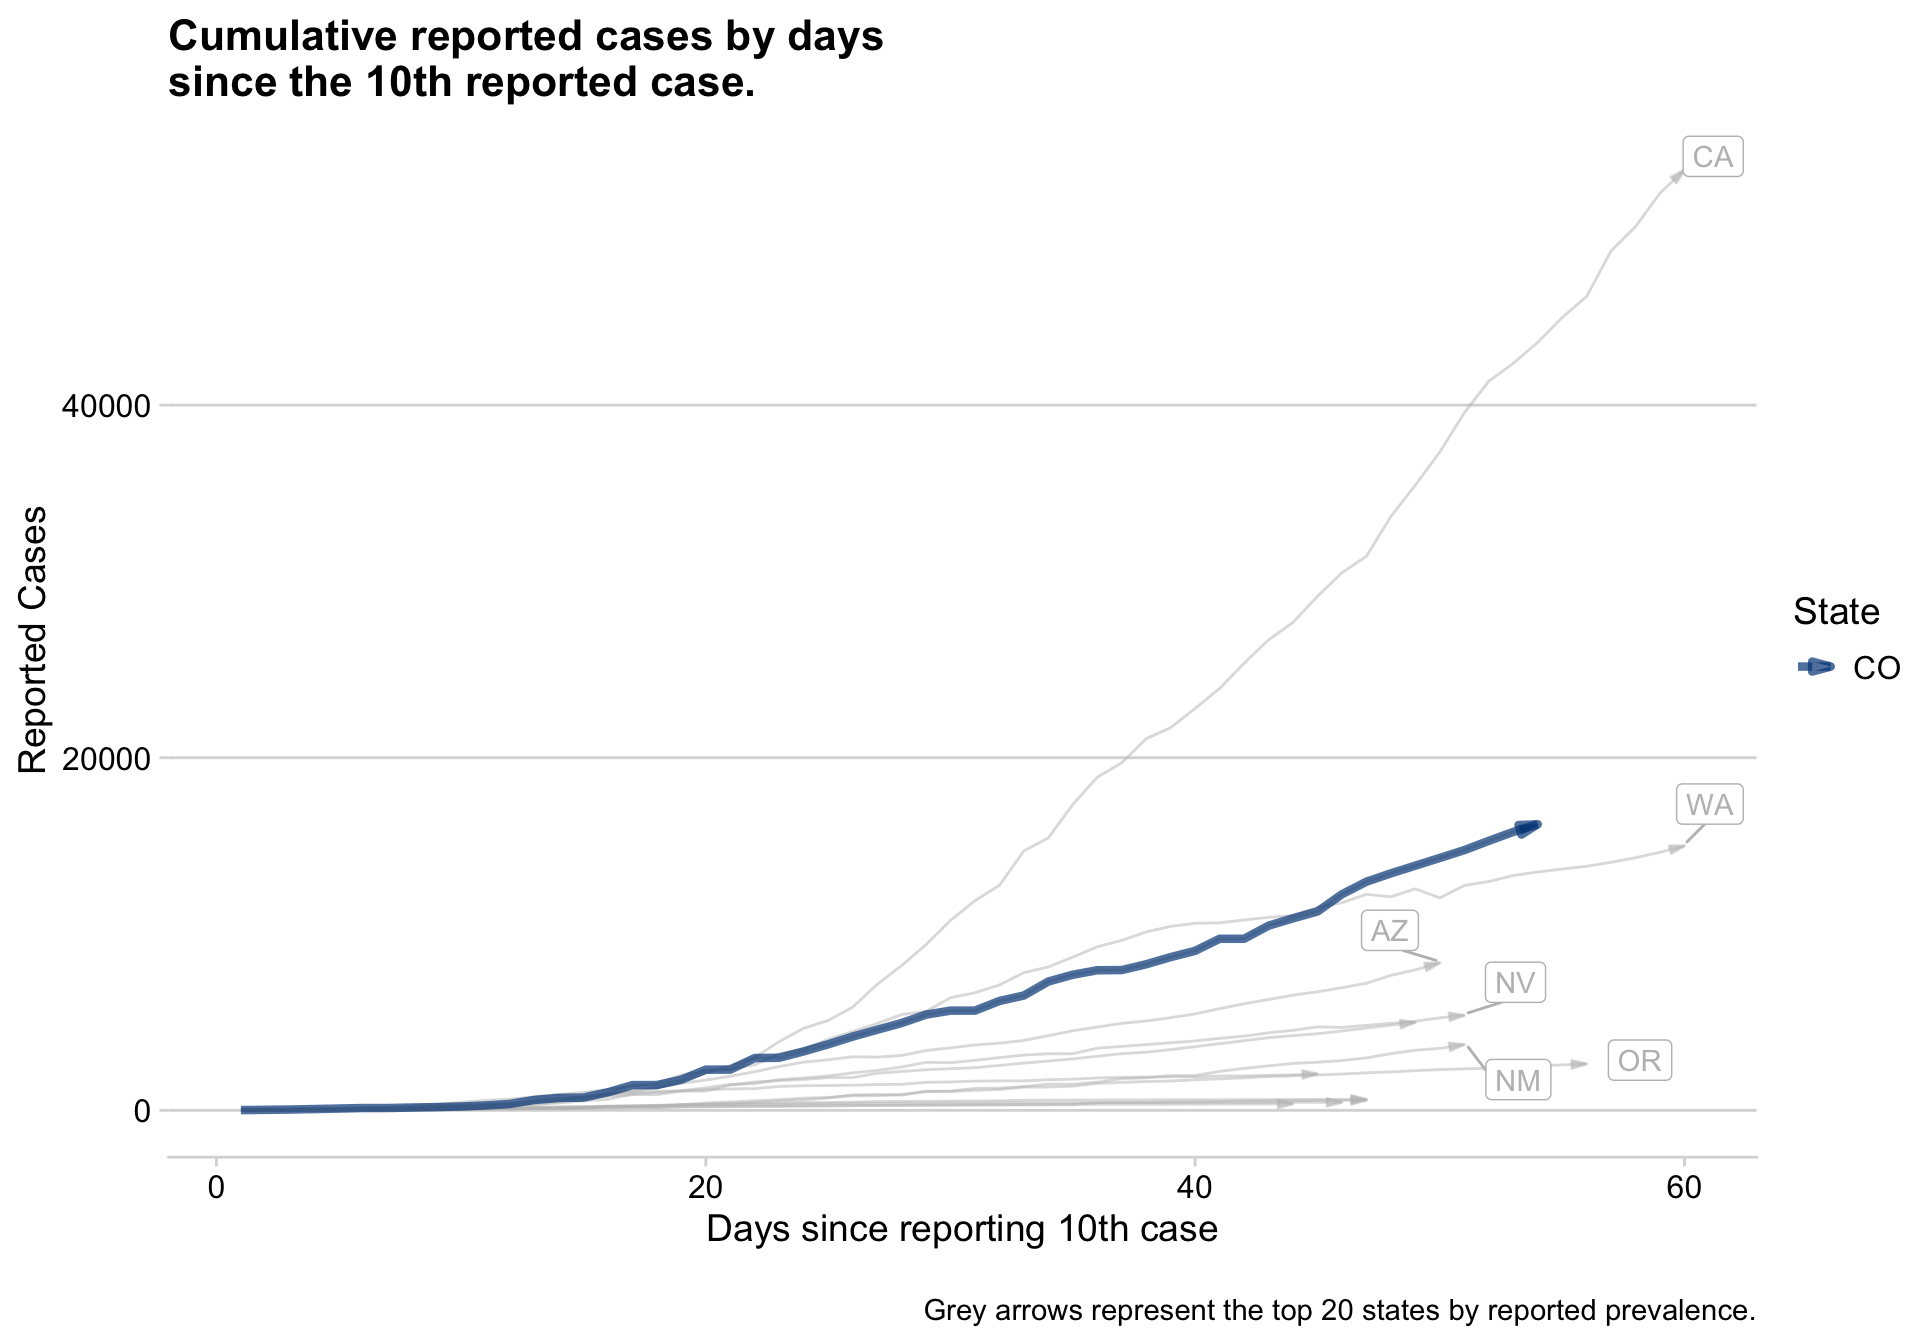 Cumulative reported cases by days
since the 10th reported case.
CA
40000
Reported Cases
State
CO
20000
WA
AZ
NV
OR
NM
0
0 20 40 60
Days since reporting 10th case
Grey arrows represent the top 20 states by reported prevalence.